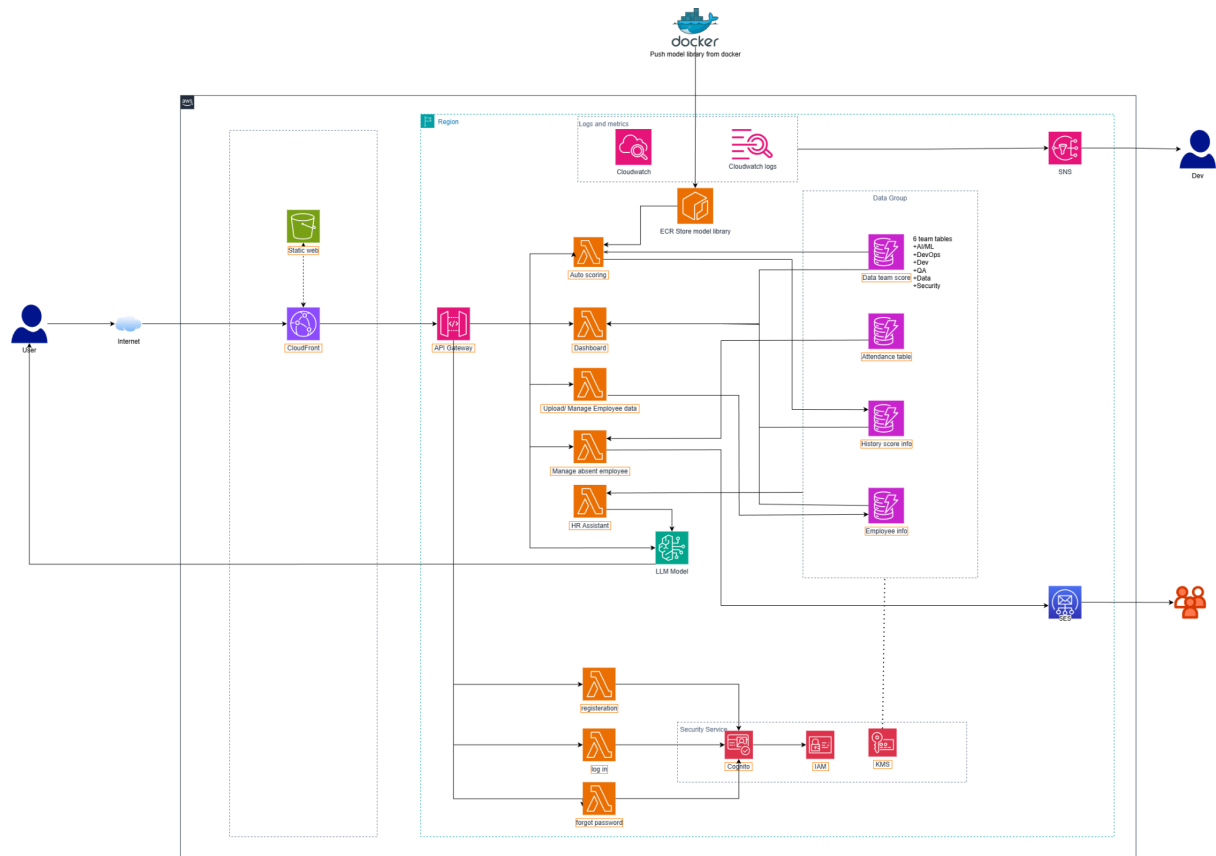 docker
Push model library from docker
aws
Region
Logs and metrics
Cloudwatch
Cloudwatch logs
SNS
Dev
ECR Store model library
Data Group
Static web
Auto scoring
Data team score
6 team tables
+AI/ML
+DevOps
+Dev
+QA
+Data
+Security
User
Internet
CloudFront
API Gateway
Dashboard
Attendance table
Upload/ Manage Employee data
History score info
Manage absent employee
HR Assistant
Employee info
LLM Model
SES
registeration
Security Service
log in
Cognito
IAM
KMS
forgot password